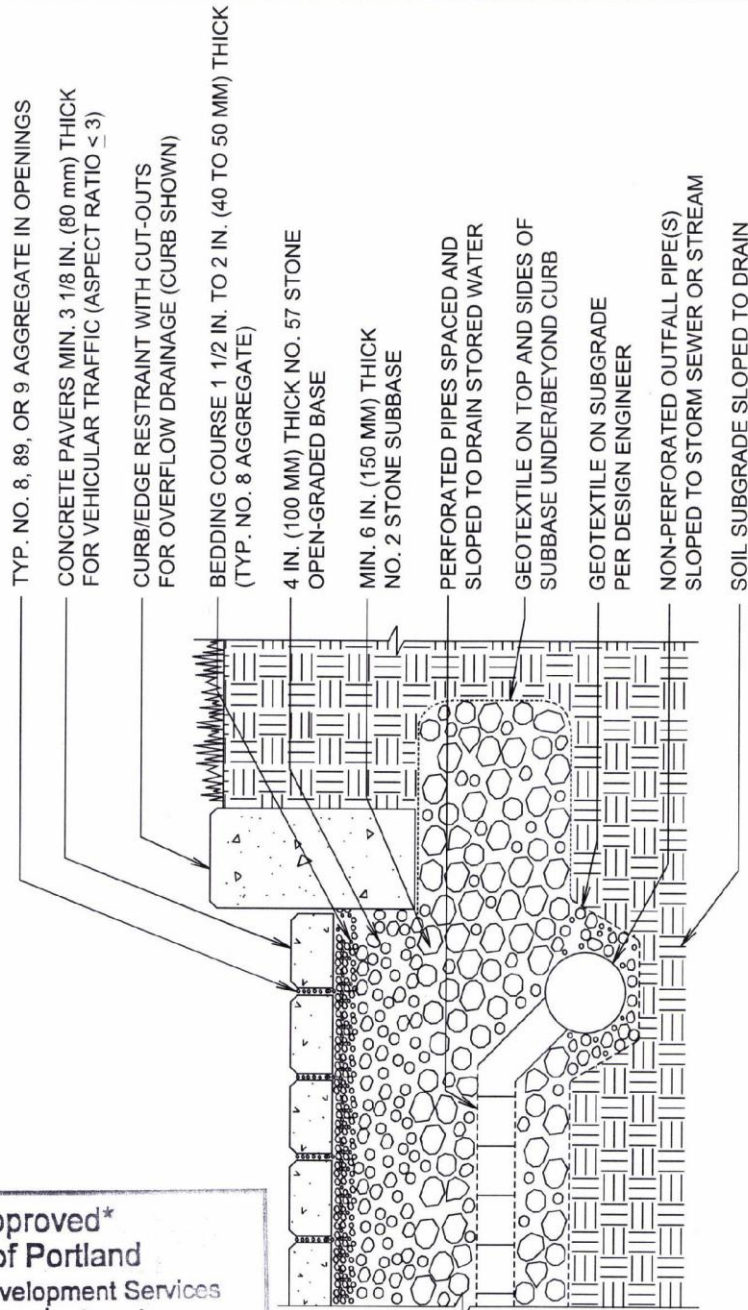 TYP. NO. 8, 89, OR 9 AGGREGATE IN OPENINGS
CONCRETE PAVERS MIN. 3 1/8 IN. (80 mm) THICK
FOR VEHICULAR TRAFFIC (ASPECT RATIO ≤ 3)
CURB/EDGE RESTRAINT WITH CUT-OUTS
FOR OVERFLOW DRAINAGE (CURB SHOWN)
BEDDING COURSE 1 1/2 IN. TO 2 IN. (40 TO 50 MM) THICK
(TYP. NO. 8 AGGREGATE)
4 IN. (100 MM) THICK NO. 57 STONE
OPEN-GRADED BASE
MIN. 6 IN. (150 MM) THICK
NO. 2 STONE SUBBASE
PERFORATED PIPES SPACED AND
SLOPED TO DRAIN STORED WATER
GEOTEXTILE ON TOP AND SIDES OF
SUBBASE UNDER/BEYOND CURB
GEOTEXTILE ON SUBGRADE
PER DESIGN ENGINEER
NON-PERFORATED OUTFALL PIPE(S)
SLOPED TO STORM SEWER OR STREAM
SOIL SUBGRADE SLOPED TO DRAIN
pproved*
of Portland
velopment Services